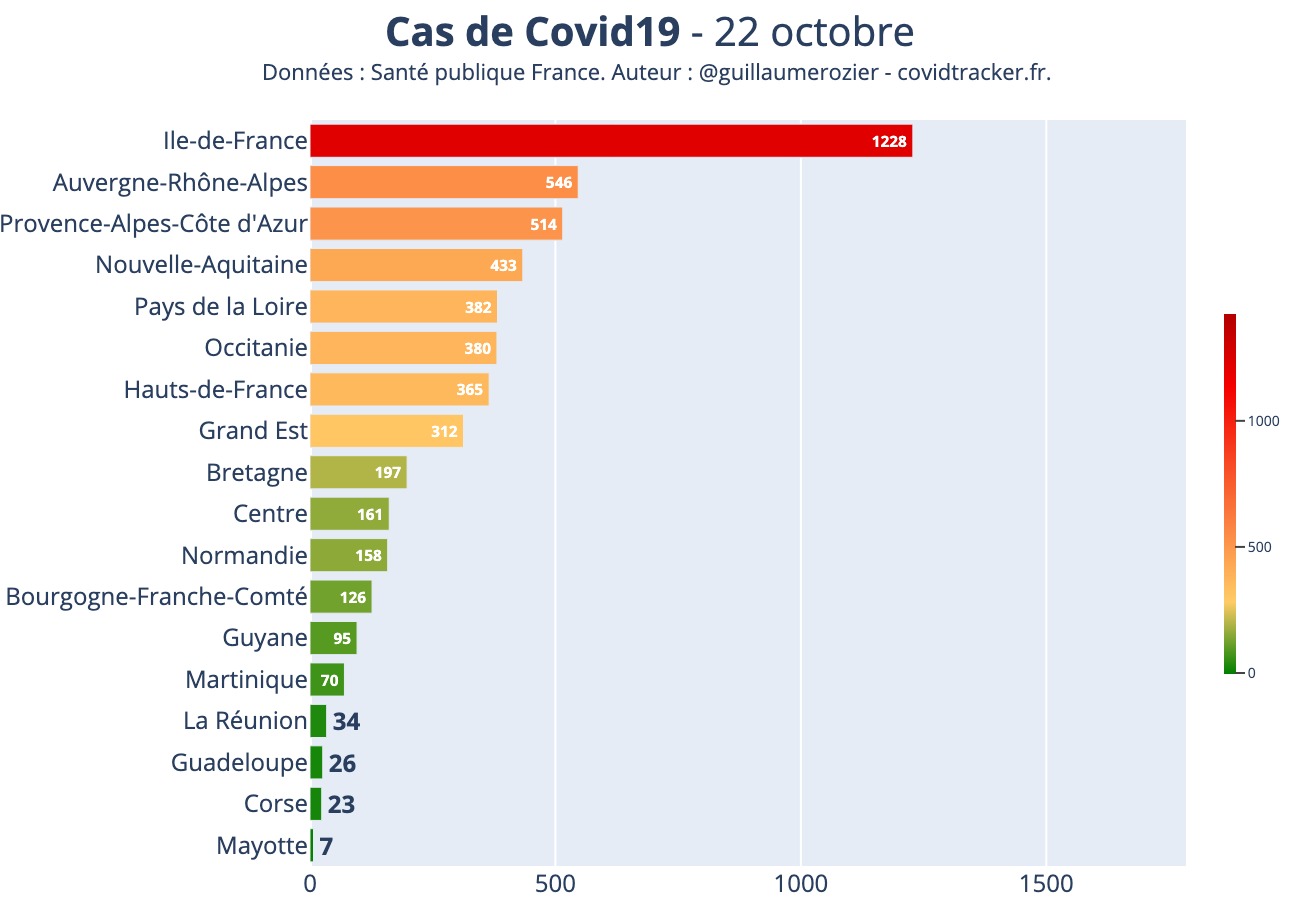 Cas de Covid19 - 22 octobre
Données : Santé publique France. Auteur : @guillaumerozier - covidtracker.fr.
Ile-de-France 1228
Auvergne-Rhône-Alpes 546
Provence-Alpes-Côte d'Azur 514
Nouvelle-Aquitaine 433
Pays de la Loire 382
Occitanie 380
Hauts-de-France 365
Grand Est 312
Bretagne 197
Centre 161
Normandie 158
Bourgogne-Franche-Comté 126
Guyane 95
Martinique 70
La Réunion 34
Guadeloupe 26
Corse 23
Mayotte 7
0 500 1000 1500
1000
500
0